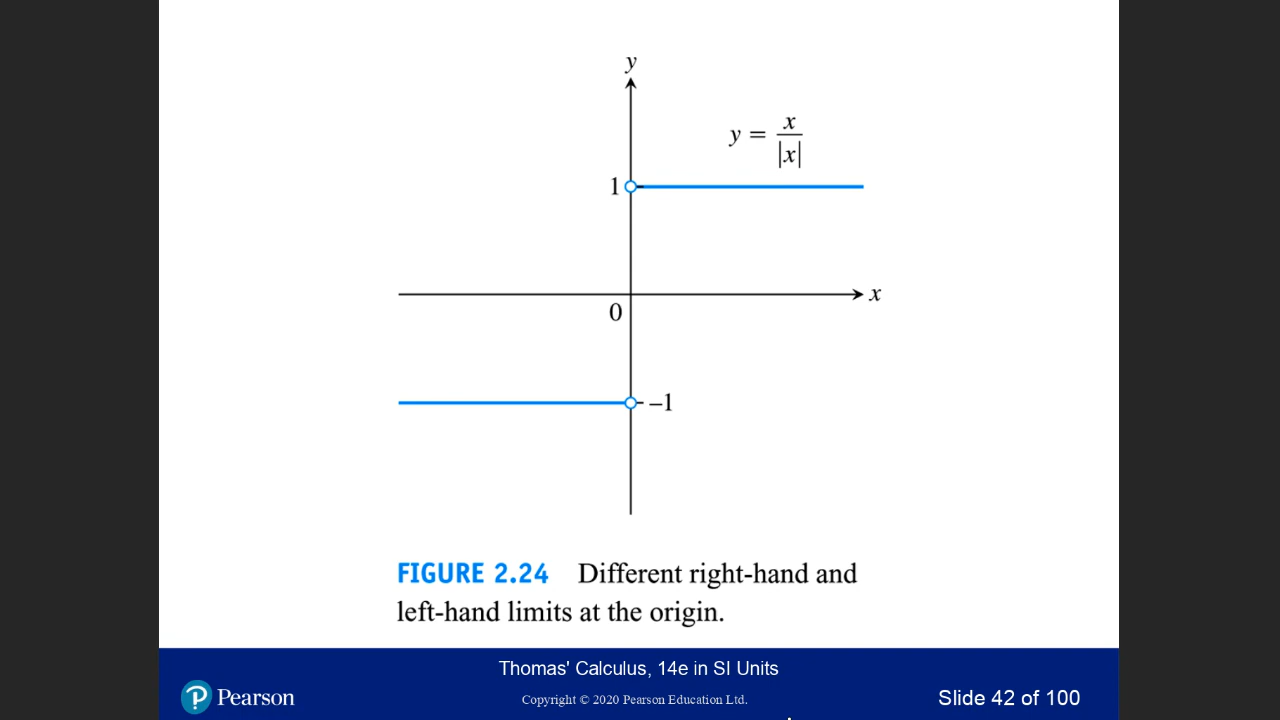 y
y = x/|x|
1
x
0
–1
FIGURE 2.24 Different right-hand and
left-hand limits at the origin.
Thomas' Calculus, 14e in SI Units
Pearson
Copyright © 2020 Pearson Education Ltd.
Slide 42 of 100